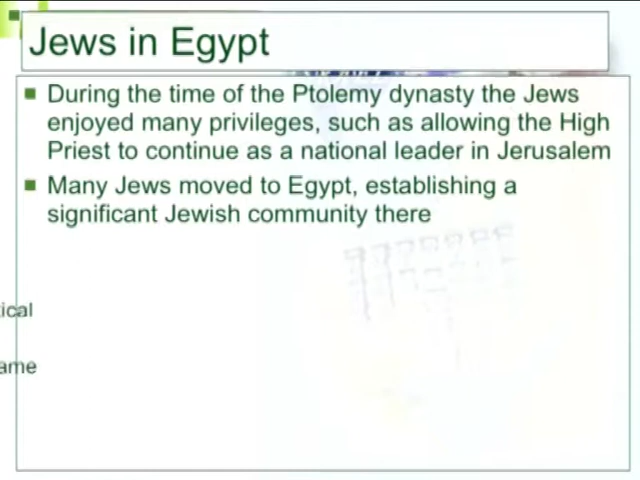 Jews in Egypt
During the time of the Ptolemy dynasty the Jews
enjoyed many privileges, such as allowing the High
Priest to continue as a national leader in Jerusalem
Many Jews moved to Egypt, establishing a
significant Jewish community there